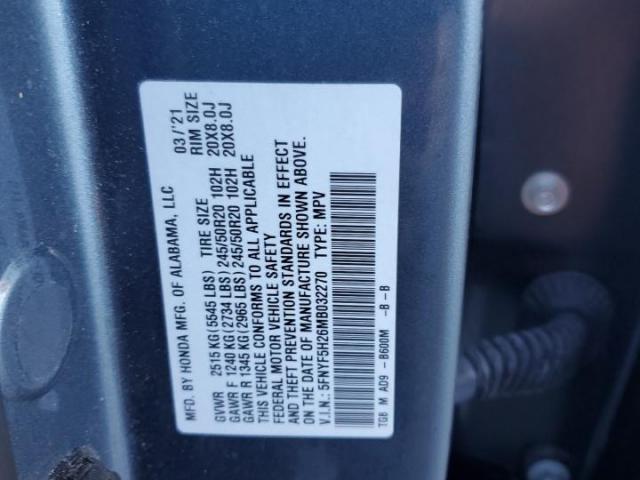 MFD. BY HONDA MFG. OF ALABAMA, LLC 03/'21
TIRE SIZE RIM SIZE
GVWR 2515 KG(5545 LBS)
GAWR F 1240 KG(2734 LBS) 245/50R20 102H 20X8.0J
GAWR R 1345 KG(2965 LBS) 245/50R20 102H 20X8.0J
THIS VEHICLE CONFORMS TO ALL APPLICABLE
FEDERAL MOTOR VEHICLE SAFETY
AND THEFT PREVENTION STANDARDS IN EFFECT
ON THE DATE OF MANUFACTURE SHOWN ABOVE.
V.I.N.: 5FNYF5H26MB032270 TYPE: MPV
TGB M AD9 -B600M -B -B